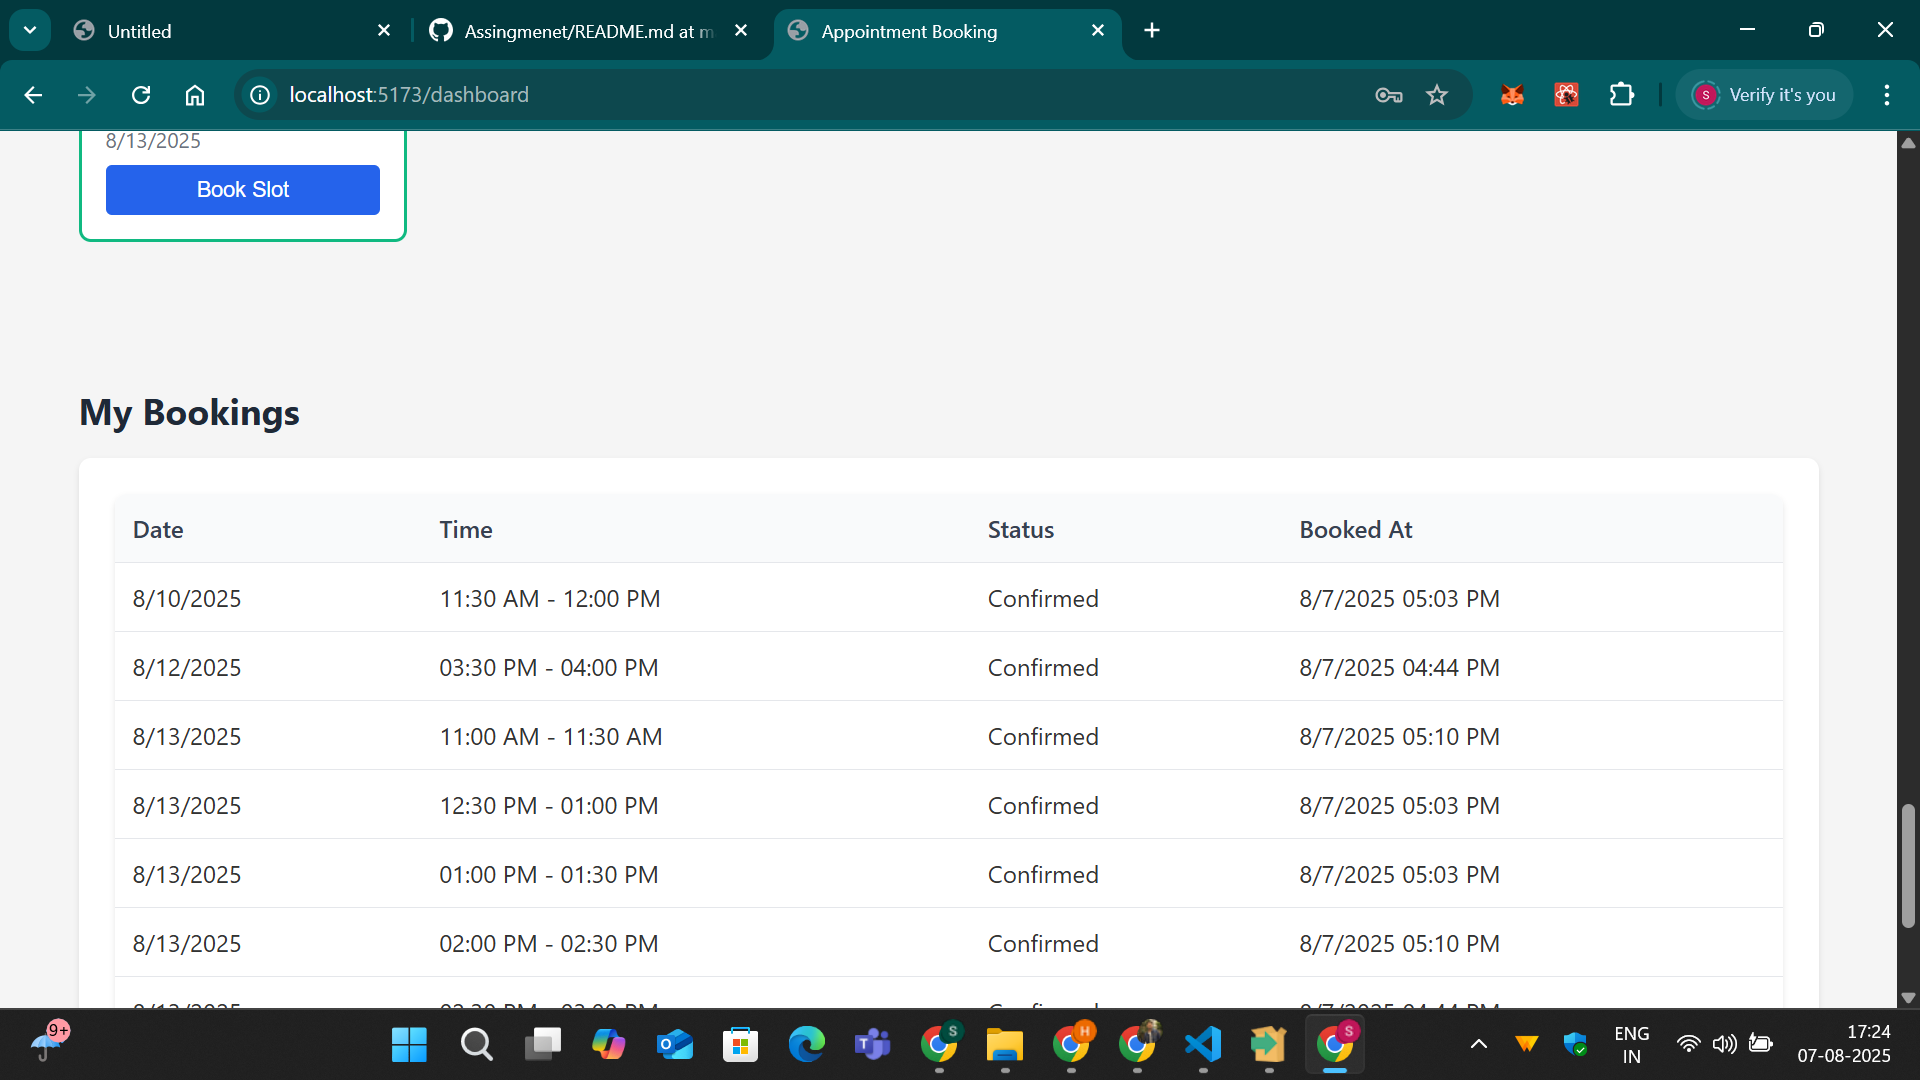 Untitled
Assingmenet/README.md at m
Appointment Booking
localhost:5173/dashboard
S
Verify it's you
8/13/2025
Book Slot
My Bookings
Date Time Status Booked At
8/10/2025 11:30 AM - 12:00 PM Confirmed 8/7/2025 05:03 PM
8/12/2025 03:30 PM - 04:00 PM Confirmed 8/7/2025 04:44 PM
8/13/2025 11:00 AM - 11:30 AM Confirmed 8/7/2025 05:10 PM
8/13/2025 12:30 PM - 01:00 PM Confirmed 8/7/2025 05:03 PM
8/13/2025 01:00 PM - 01:30 PM Confirmed 8/7/2025 05:03 PM
8/13/2025 02:00 PM - 02:30 PM Confirmed 8/7/2025 05:10 PM
9+
S
H
S
ENG
IN
17:24
07-08-2025